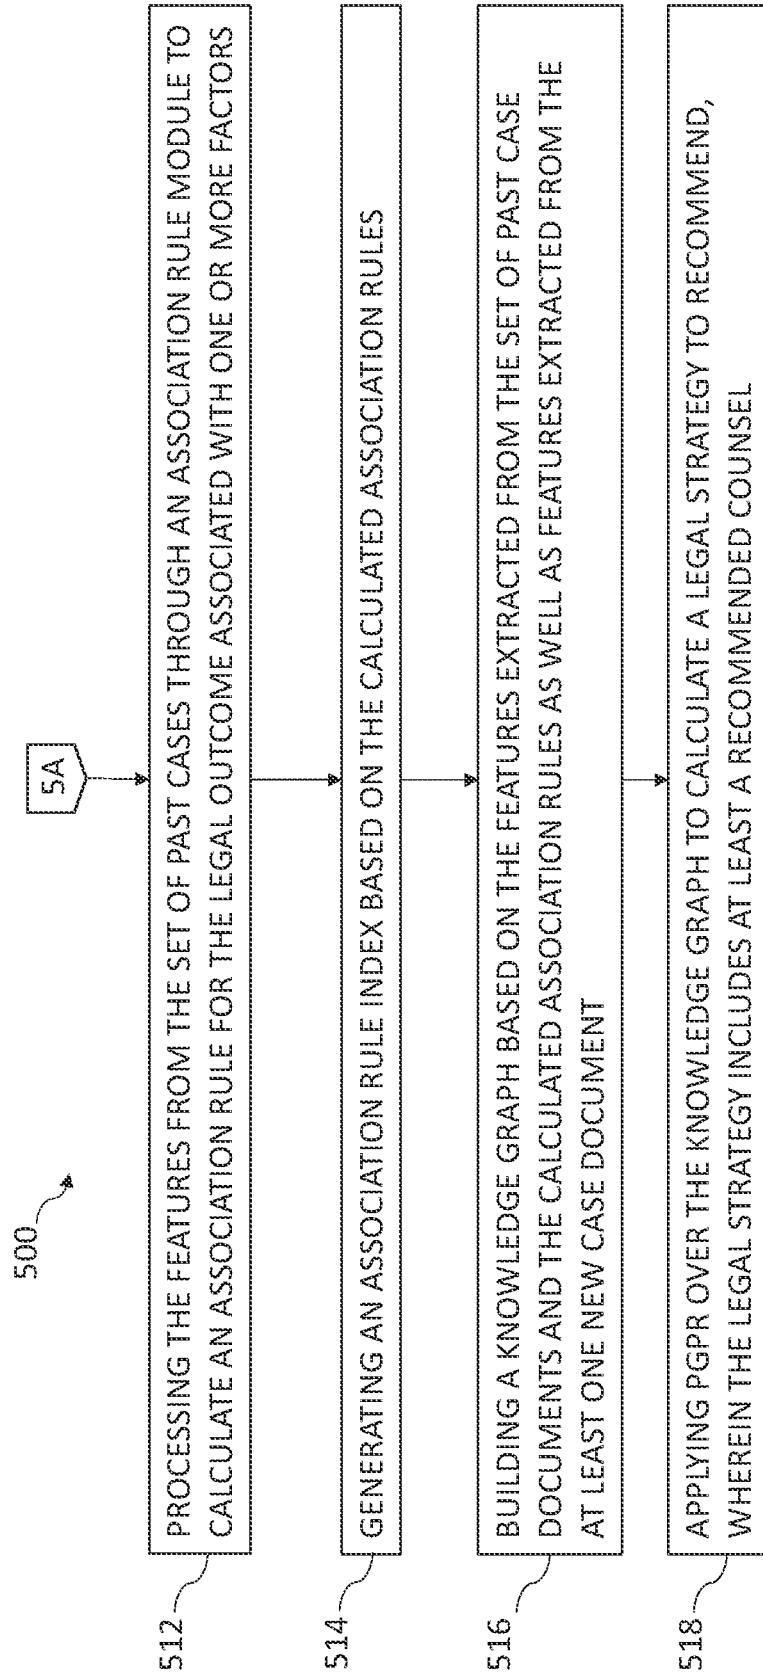 500
5A
512
PROCESSING THE FEATURES FROM THE SET OF PAST CASES THROUGH AN ASSOCIATION RULE MODULE TO
CALCULATE AN ASSOCIATION RULE FOR THE LEGAL OUTCOME ASSOCIATED WITH ONE OR MORE FACTORS
514
GENERATING AN ASSOCIATION RULE INDEX BASED ON THE CALCULATED ASSOCIATION RULES
516
BUILDING A KNOWLEDGE GRAPH BASED ON THE FEATURES EXTRACTED FROM THE SET OF PAST CASE
DOCUMENTS AND THE CALCULATED ASSOCIATION RULES AS WELL AS FEATURES EXTRACTED FROM THE
AT LEAST ONE NEW CASE DOCUMENT
518
APPLYING PGPR OVER THE KNOWLEDGE GRAPH TO CALCULATE A LEGAL STRATEGY TO RECOMMEND,
WHEREIN THE LEGAL STRATEGY INCLUDES AT LEAST A RECOMMENDED COUNSEL